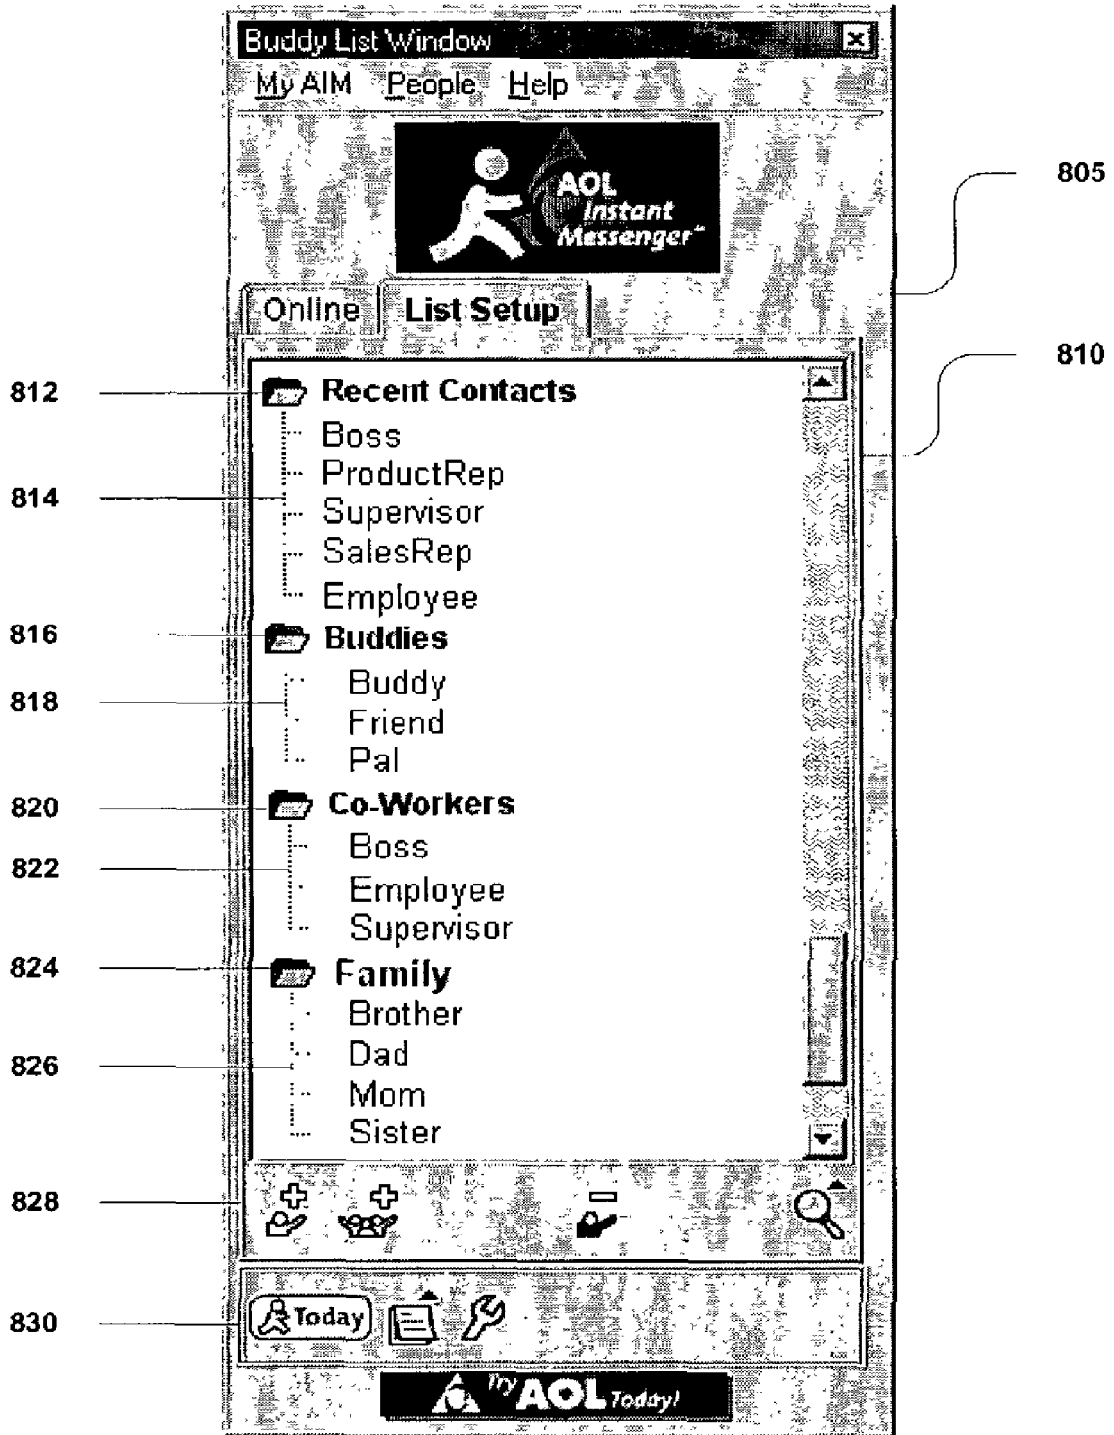 Buddy List Window
My AIM People Help
AOL
Instant
Messenger™
805
Online List Setup
810
812 Recent Contacts
Boss
ProductRep
814
Supervisor
SalesRep
Employee
816 Buddies
Buddy
818
Friend
Pal
820 Co-Workers
Boss
822
Employee
Supervisor
824 Family
Brother
Dad
826
Mom
Sister
828
830 Today
Try AOL Today!